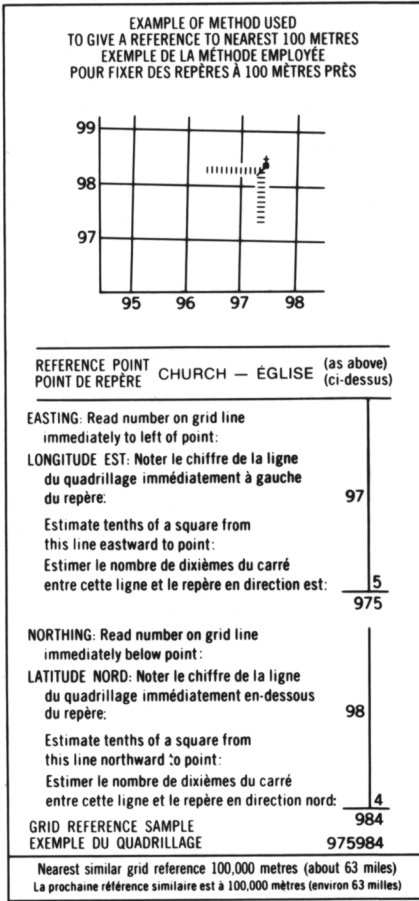 EXAMPLE OF METHOD USED
TO GIVE A REFERENCE TO NEAREST 100 METRES
EXEMPLE DE LA MÉTHODE EMPLOYÉE
POUR FIXER DES REPÈRES À 100 MÈTRES PRÈS
99
98
97
95 96 97 98
REFERENCE POINT CHURCH — ÉGLISE (as above)
POINT DE REPÈRE (ci-dessus)
EASTING: Read number on grid line
immediately to left of point:
LONGITUDE EST: Noter le chiffre de la ligne
du quadrillage immédiatement à gauche
du repère: 97
Estimate tenths of a square from
this line eastward to point:
Estimer le nombre de dixièmes du carré
entre cette ligne et le repère en direction est: 5
975
NORTHING: Read number on grid line
immediately below point:
LATITUDE NORD: Noter le chiffre de la ligne
du quadrillage immédiatement en-dessous
du repère: 98
Estimate tenths of a square from
this line northward to point:
Estimer le nombre de dixièmes du carré
entre cette ligne et le repère en direction nord: 4
984
GRID REFERENCE SAMPLE
EXEMPLE DU QUADRILLAGE 975984
Nearest similar grid reference 100,000 metres (about 63 miles)
La prochaine référence similaire est à 100,000 mètres (environ 63 milles)